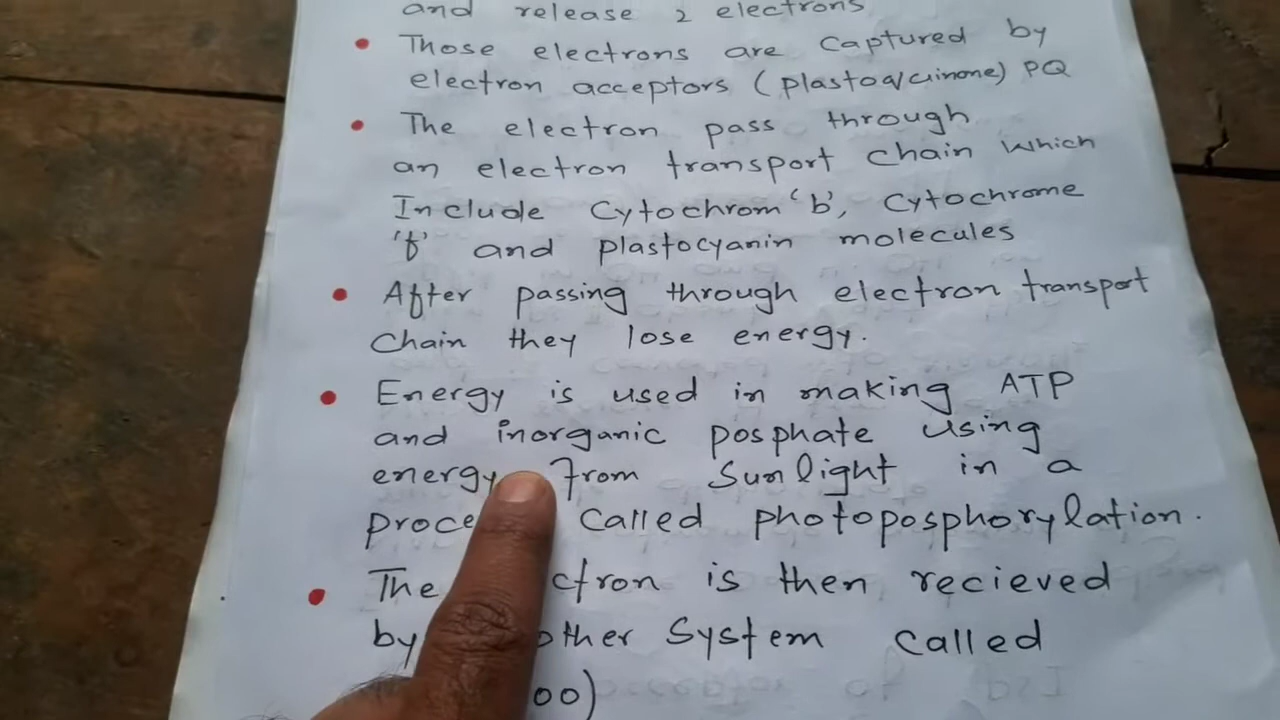 and release 2 electrons
• Those electrons are captured by
electron acceptors (plastoquinone) PQ
• The electron pass through
an electron transport chain which
Include Cytochrom 'b', Cytochrome
'f' and plastocyanin molecules
• After passing through electron transport
Chain they lose energy.
• Energy is used in making ATP
and inorganic posphate using
energy from Sunlight in a
called photoposphorylation.
• The is then recieved
by System called
00)